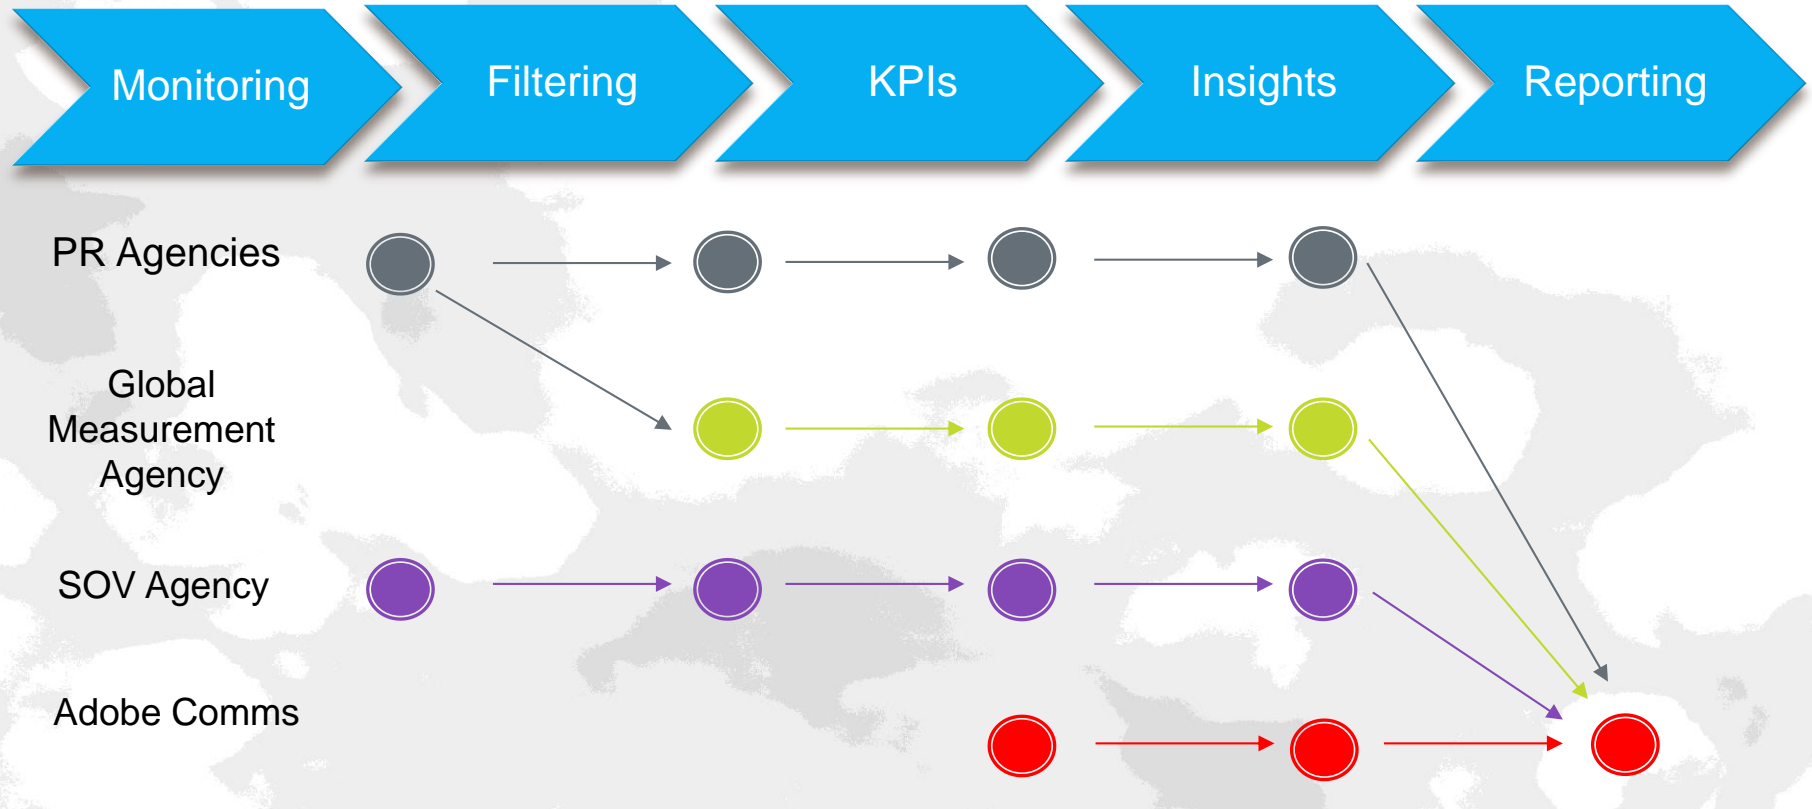 Monitoring
Filtering
KPIs
Insights
Reporting
PR Agencies
Global
Measurement
Agency
SOV Agency
Adobe Comms